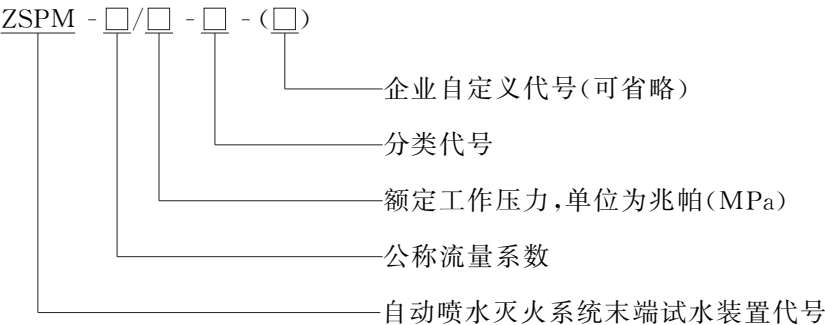 ZSPM -□/□ -□ -(□)
企业自定义代号(可省略)
分类代号
额定工作压力,单位为兆帕(MPa)
公称流量系数
自动喷水灭火系统末端试水装置代号